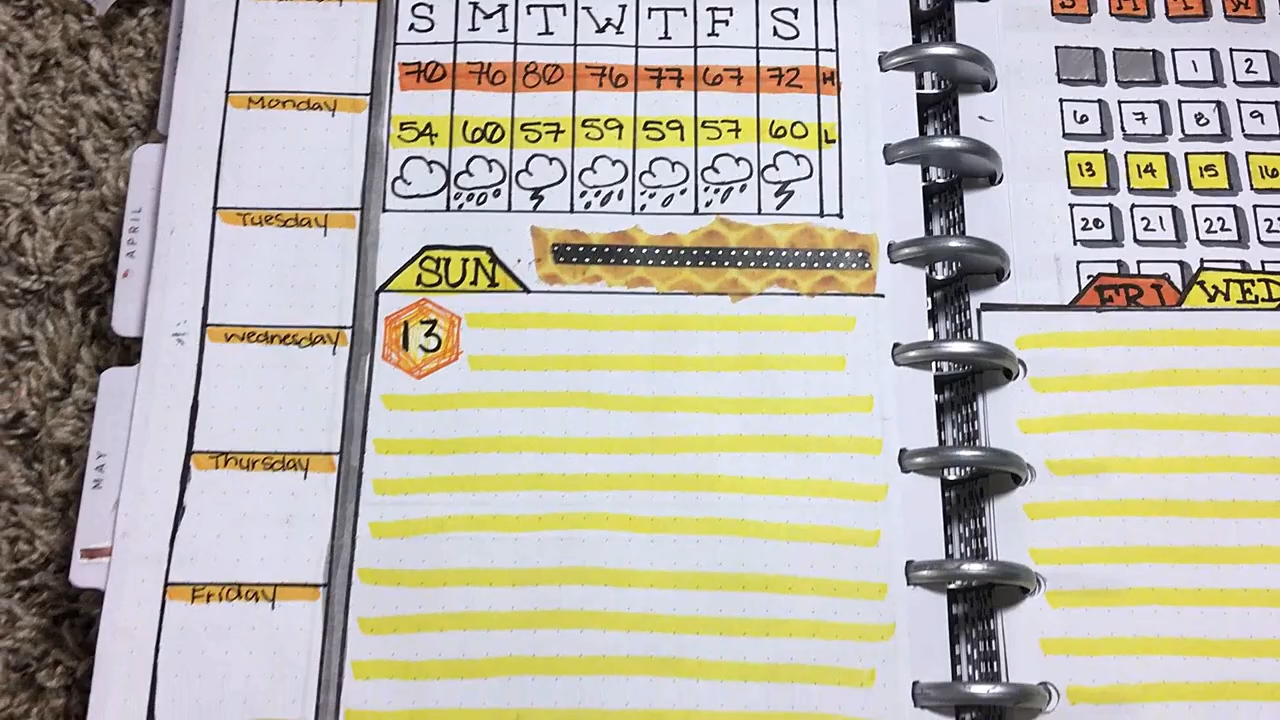 Monday
Tuesday
Wednesday
Thursday
Friday
APRIL
MAY
S M T W T F S
70 76 80 76 77 67 72 H
54 60 57 59 59 57 60 L
SUN
13
S M T W
1 2
6 7 8 9
13 14 15 16
20 21 22
FRI WED